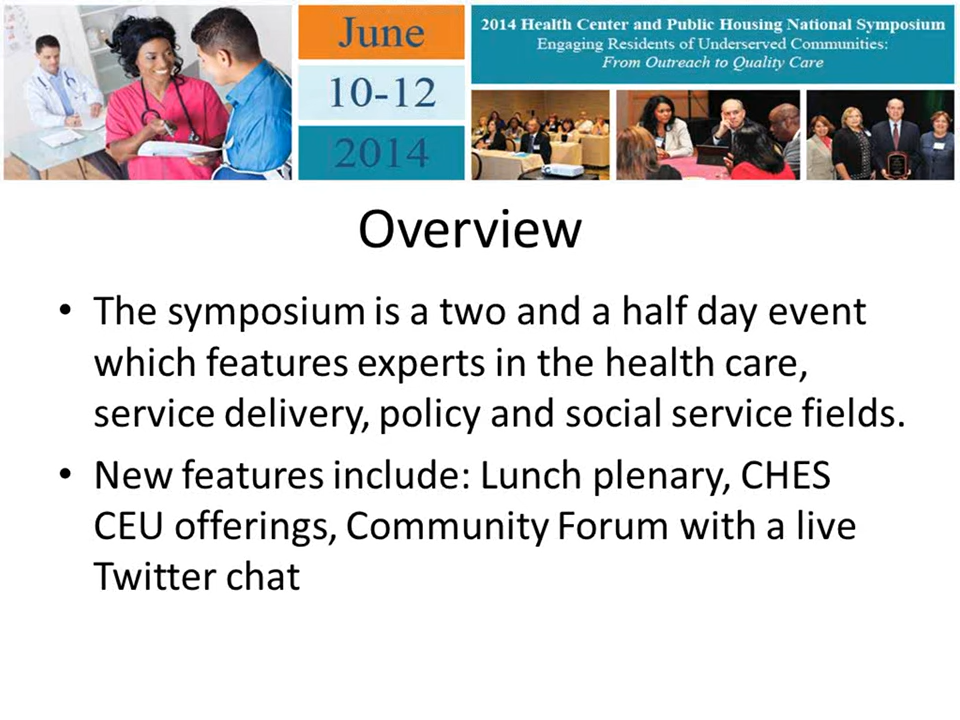 June
10-12
2014
2014 Health Center and Public Housing National Symposium
Engaging Residents of Underserved Communities:
From Outreach to Quality Care
Overview
• The symposium is a two and a half day event
which features experts in the health care,
service delivery, policy and social service fields.
• New features include: Lunch plenary, CHES
CEU offerings, Community Forum with a live
Twitter chat